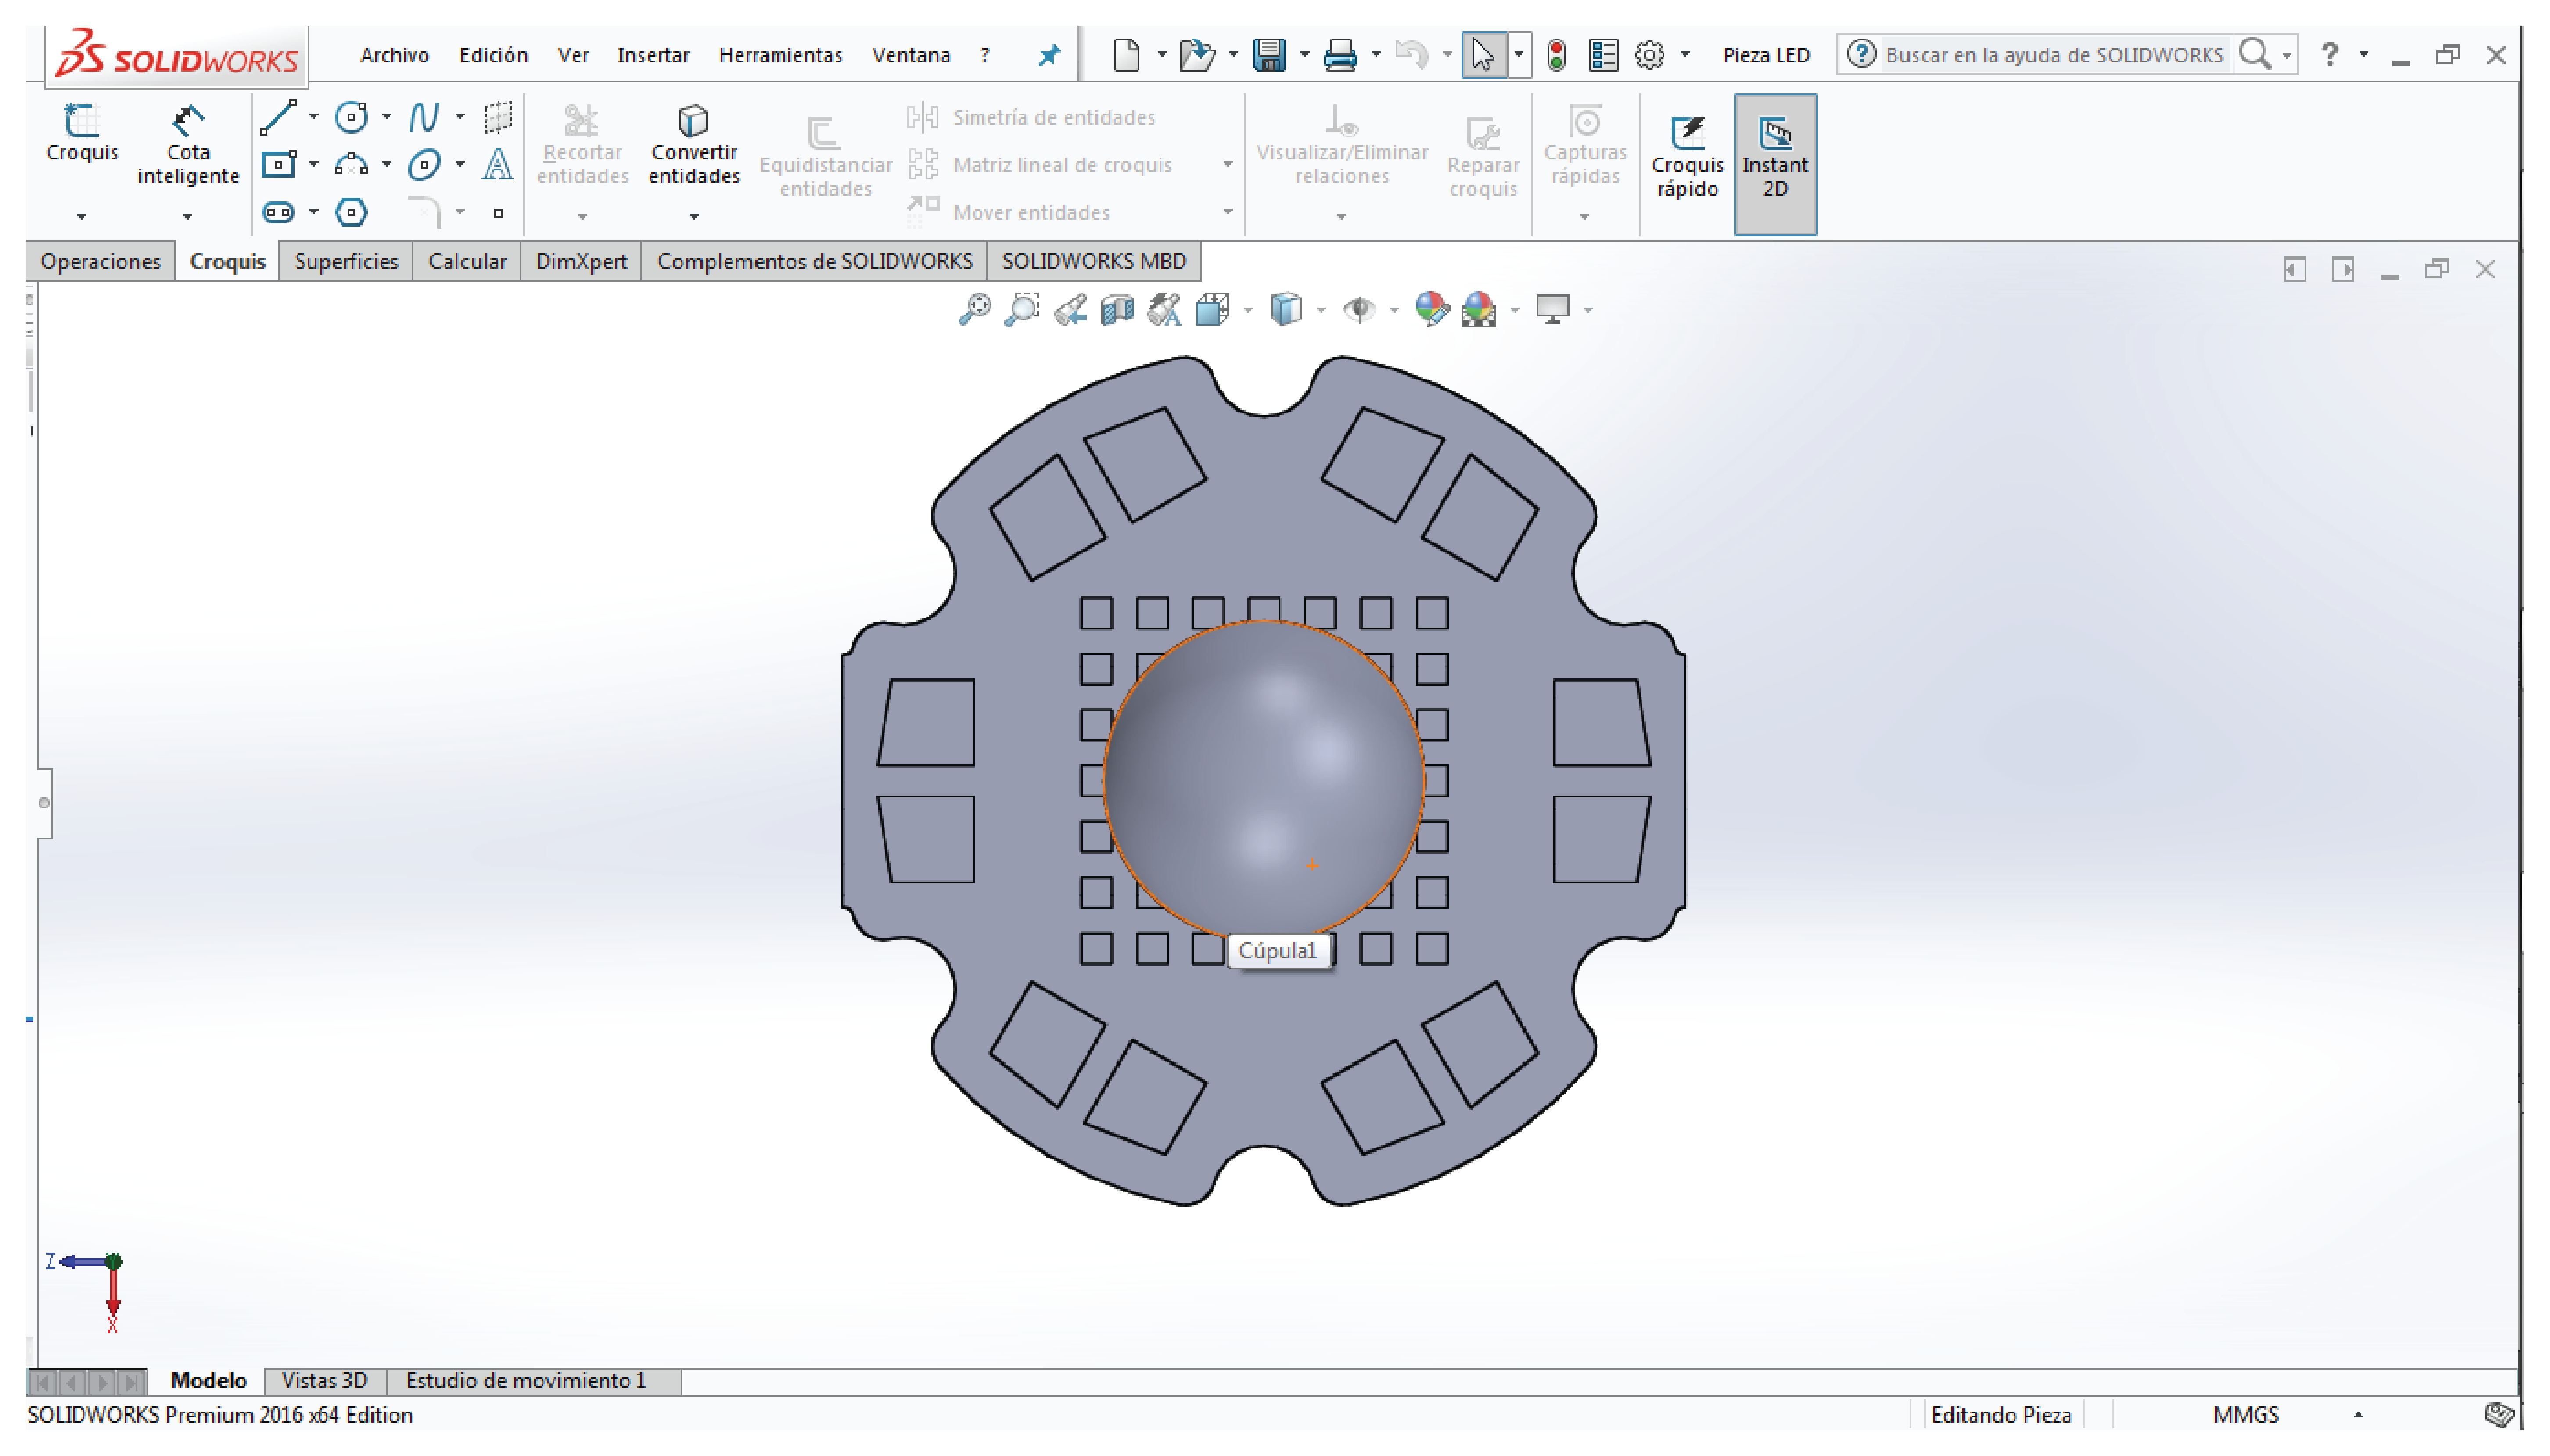 SOLIDWORKS
Archivo Edición Ver Insertar Herramientas Ventana ?
Pieza LED
Buscar en la ayuda de SOLIDWORKS
?
Croquis
Cota inteligente
Recortar entidades
Convertir entidades
Equidistanciar entidades
Simetría de entidades
Matriz lineal de croquis
Mover entidades
Visualizar/Eliminar relaciones
Reparar croquis
Capturas rápidas
Croquis rápido
Instant 2D
Operaciones Croquis Superficies Calcular DimXpert Complementos de SOLIDWORKS SOLIDWORKS MBD
Cúpula1
Z
X
Modelo Vistas 3D Estudio de movimiento 1
SOLIDWORKS Premium 2016 x64 Edition
Editando Pieza
MMGS